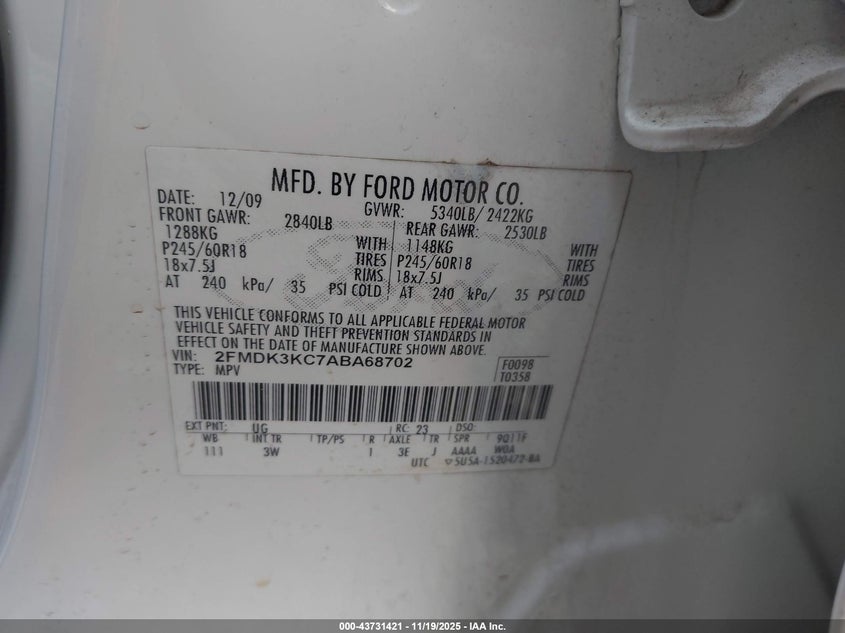 MFD. BY FORD MOTOR CO.
DATE: 12/09 GVWR: 5340LB/ 2422KG
FRONT GAWR: 2840LB REAR GAWR: 2530LB
1288KG WITH 1148KG WITH
P245/60R18 TIRES P245/60R18 TIRES
18x7.5J RIMS 18x7.5J RIMS
AT 240 kPa/ 35 PSI COLD AT 240 kPa/ 35 PSI COLD
THIS VEHICLE CONFORMS TO ALL APPLICABLE FEDERAL MOTOR
VEHICLE SAFETY AND THEFT PREVENTION STANDARDS IN
EFFECT ON THE DATE OF MANUFACTURE SHOWN ABOVE.
VIN: 2FMDK3KC7ABA68702 F0098
TYPE: MPV T0358
EXT PNT: UG RC: 23 DSO:
WB INT TR TP/PS R AXLE TR SPR 9011F
111 3W 1 3E J AAAA WOA
UTC ▽5U5A-1520472-BA
000-43731421 | 11/19/2025 - IAA Inc.